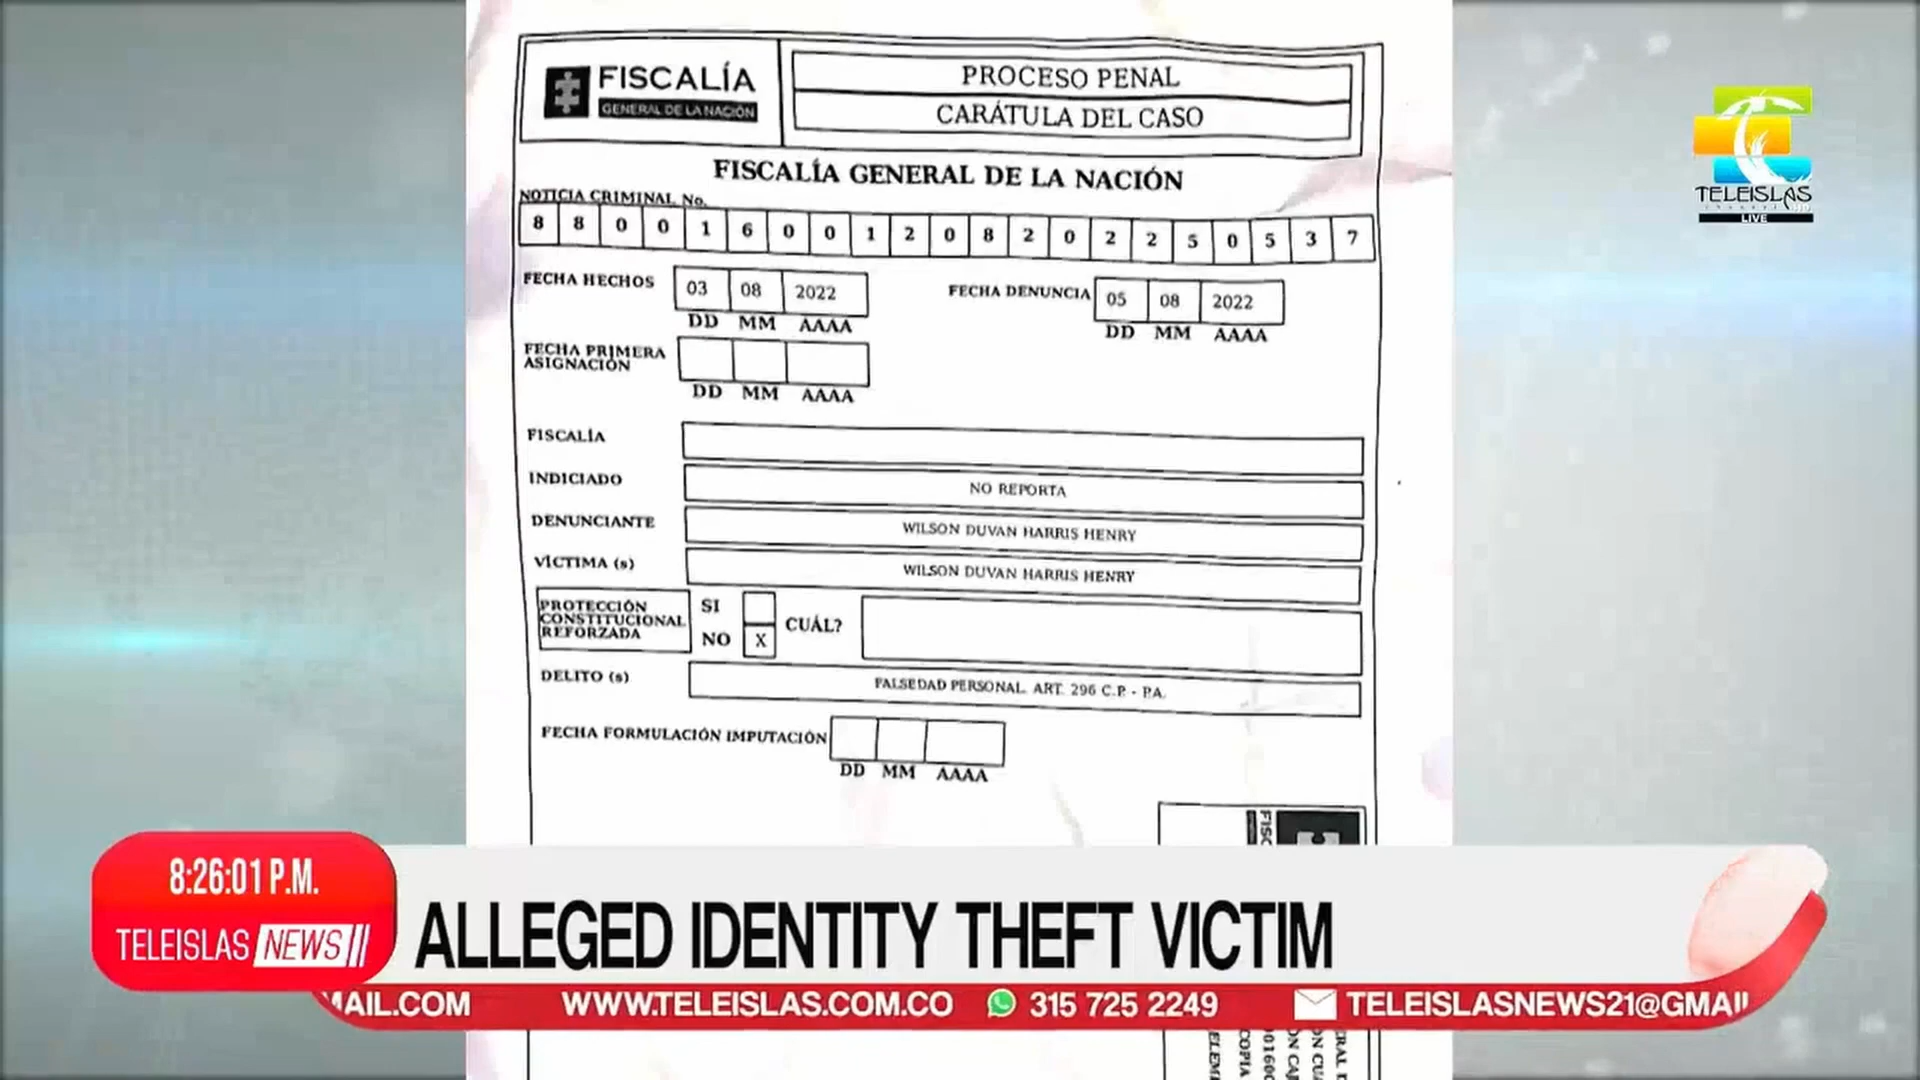 FISCALÍA
GENERAL DE LA NACIÓN
PROCESO PENAL
CARÁTULA DEL CASO
FISCALÍA GENERAL DE LA NACIÓN
NOTICIA CRIMINAL No.
8 8 0 0 1 6 0 0 1 2 0 8 2 0 2 2 5 0 5 3 7
FECHA HECHOS 03 08 2022 FECHA DENUNCIA 05 08 2022
DD MM AAAA DD MM AAAA
FECHA PRIMERA
ASIGNACIÓN
DD MM AAAA
FISCALÍA
INDICIADO NO REPORTA
DENUNCIANTE WILSON DUVAN HARRIS HENRY
VÍCTIMA (s) WILSON DUVAN HARRIS HENRY
PROTECCIÓN
CONSTITUCIONAL
REFORZADA
SI
NO X
CUÁL?
DELITO (s) FALSEDAD PERSONAL. ART. 296 C.P. - P.A.
FECHA FORMULACIÓN IMPUTACIÓN
DD MM AAAA
TELEISLAS
LIVE
8:26:01 P.M.
TELEISLAS NEWS
ALLEGED IDENTITY THEFT VICTIM
MAIL.COM WWW.TELEISLAS.COM.CO 315 725 2249 TELEISLASNEWS21@GMAI
COPIA